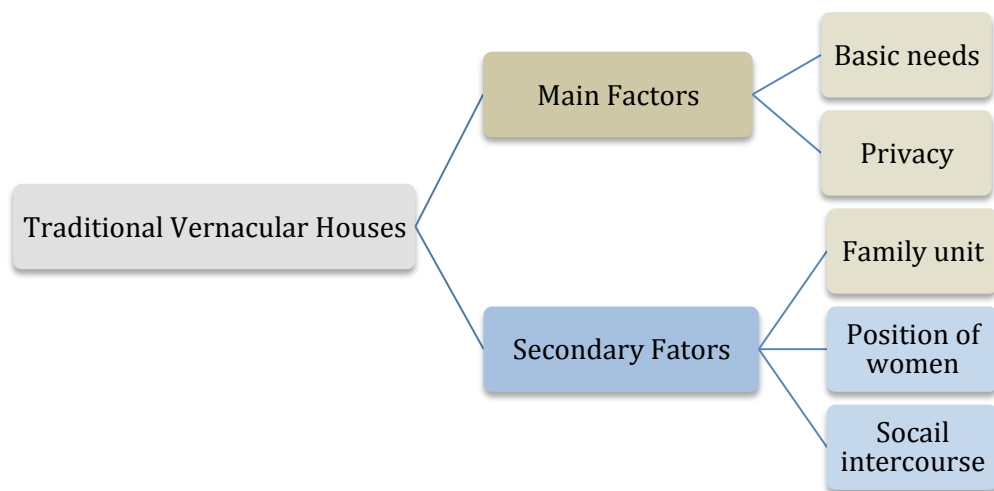 Traditional Vernacular Houses
Main Factors
Basic needs
Privacy
Secondary Fators
Family unit
Position of
women
Socail
intercourse